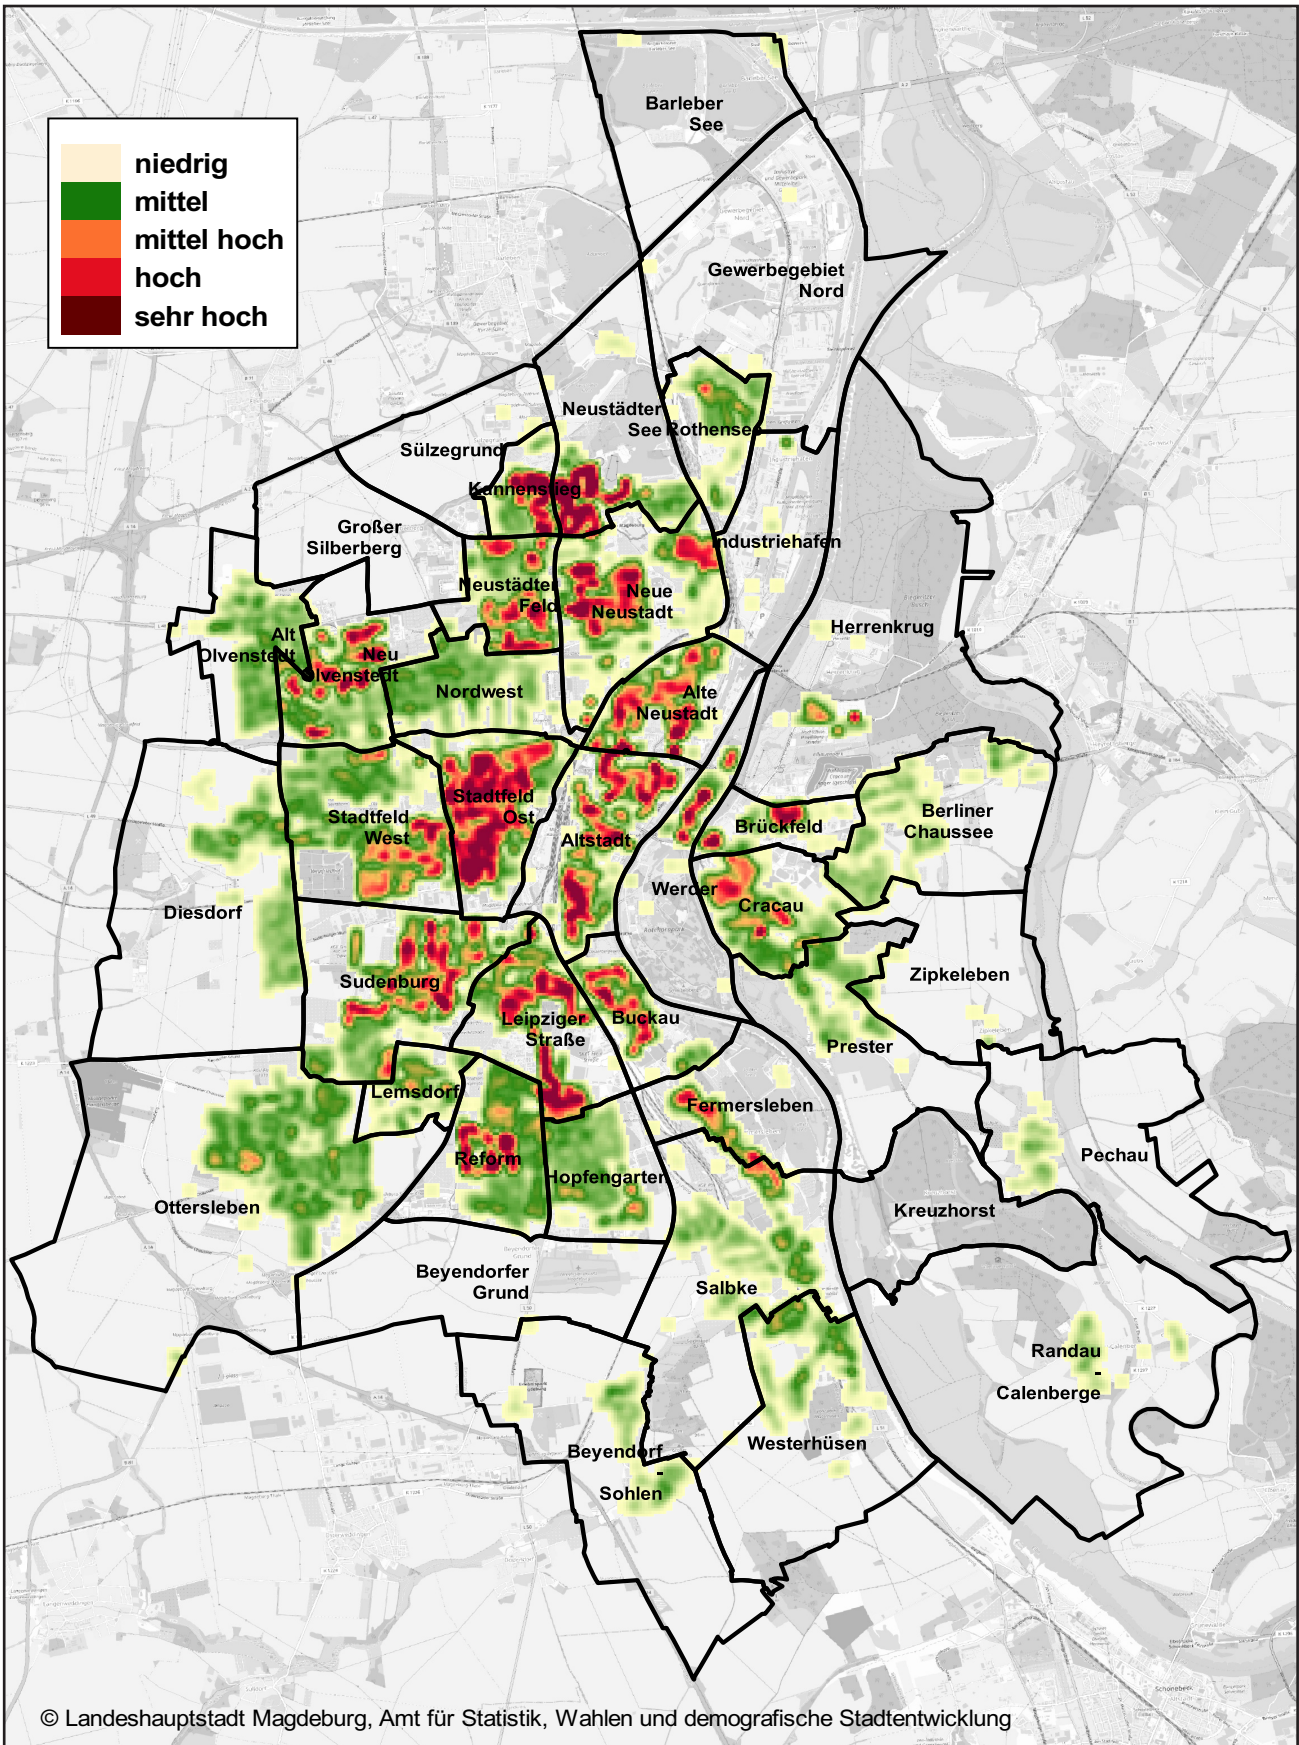 Barleber
See
niedrig
mittel
mittel hoch
hoch
sehr hoch
Gewerbegebiet
Nord
Neustädter
See
Rothensee
Sülzegrund
Kannenstieg
Großer
Silberberg
Industriehafen
Neustädter
Feld
Neue
Neustadt
Herrenkrug
Alt
Olvenstedt
Neu
Olvenstedt
Nordwest
Alte
Neustadt
Stadtfeld
Ost
Stadtfeld
West
Altstadt
Brückfeld
Berliner
Chaussee
Werder
Cracau
Diesdorf
Sudenburg
Zipkeleben
Leipziger
Straße
Buckau
Prester
Lemsdorf
Fermersleben
Reform
Hopfengarten
Pechau
Ottersleben
Kreuzhorst
Beyendorfer
Grund
Salbke
Randau
-
Calenberge
Westerhüsen
Beyendorf
-
Sohlen
© Landeshauptstadt Magdeburg, Amt für Statistik, Wahlen und demografische Stadtentwicklung